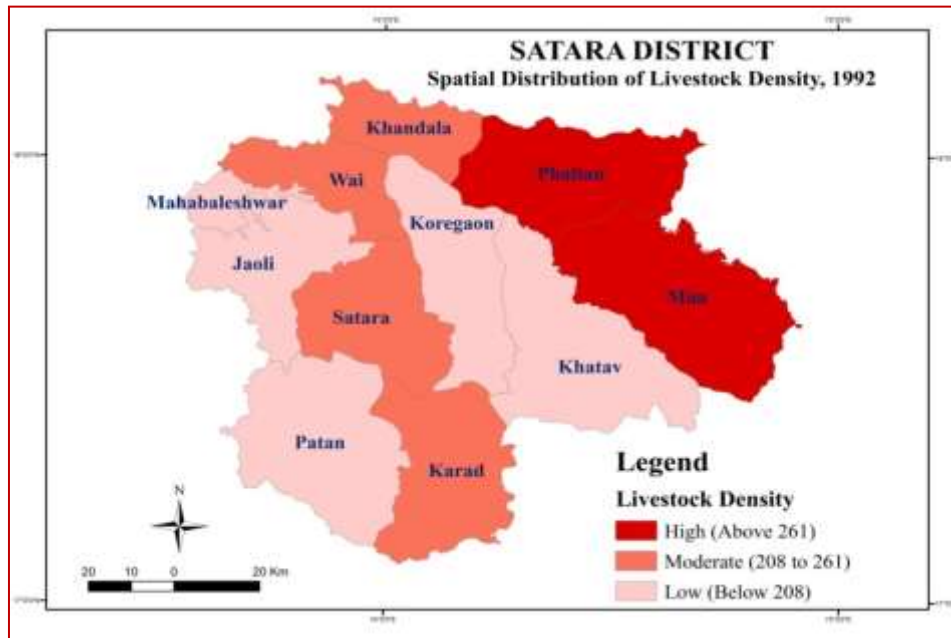 SATARA DISTRICT
Spatial Distribution of Livestock Density, 1992
Khandala
Phaltan
Wai
Mahabaleshwar
Koregaon
Jaoli
Man
Satara
Khatav
Patan
Karad
Legend
Livestock Density
High (Above 261)
Moderate (208 to 261)
Low (Below 208)
N
20 10 0 20 Km